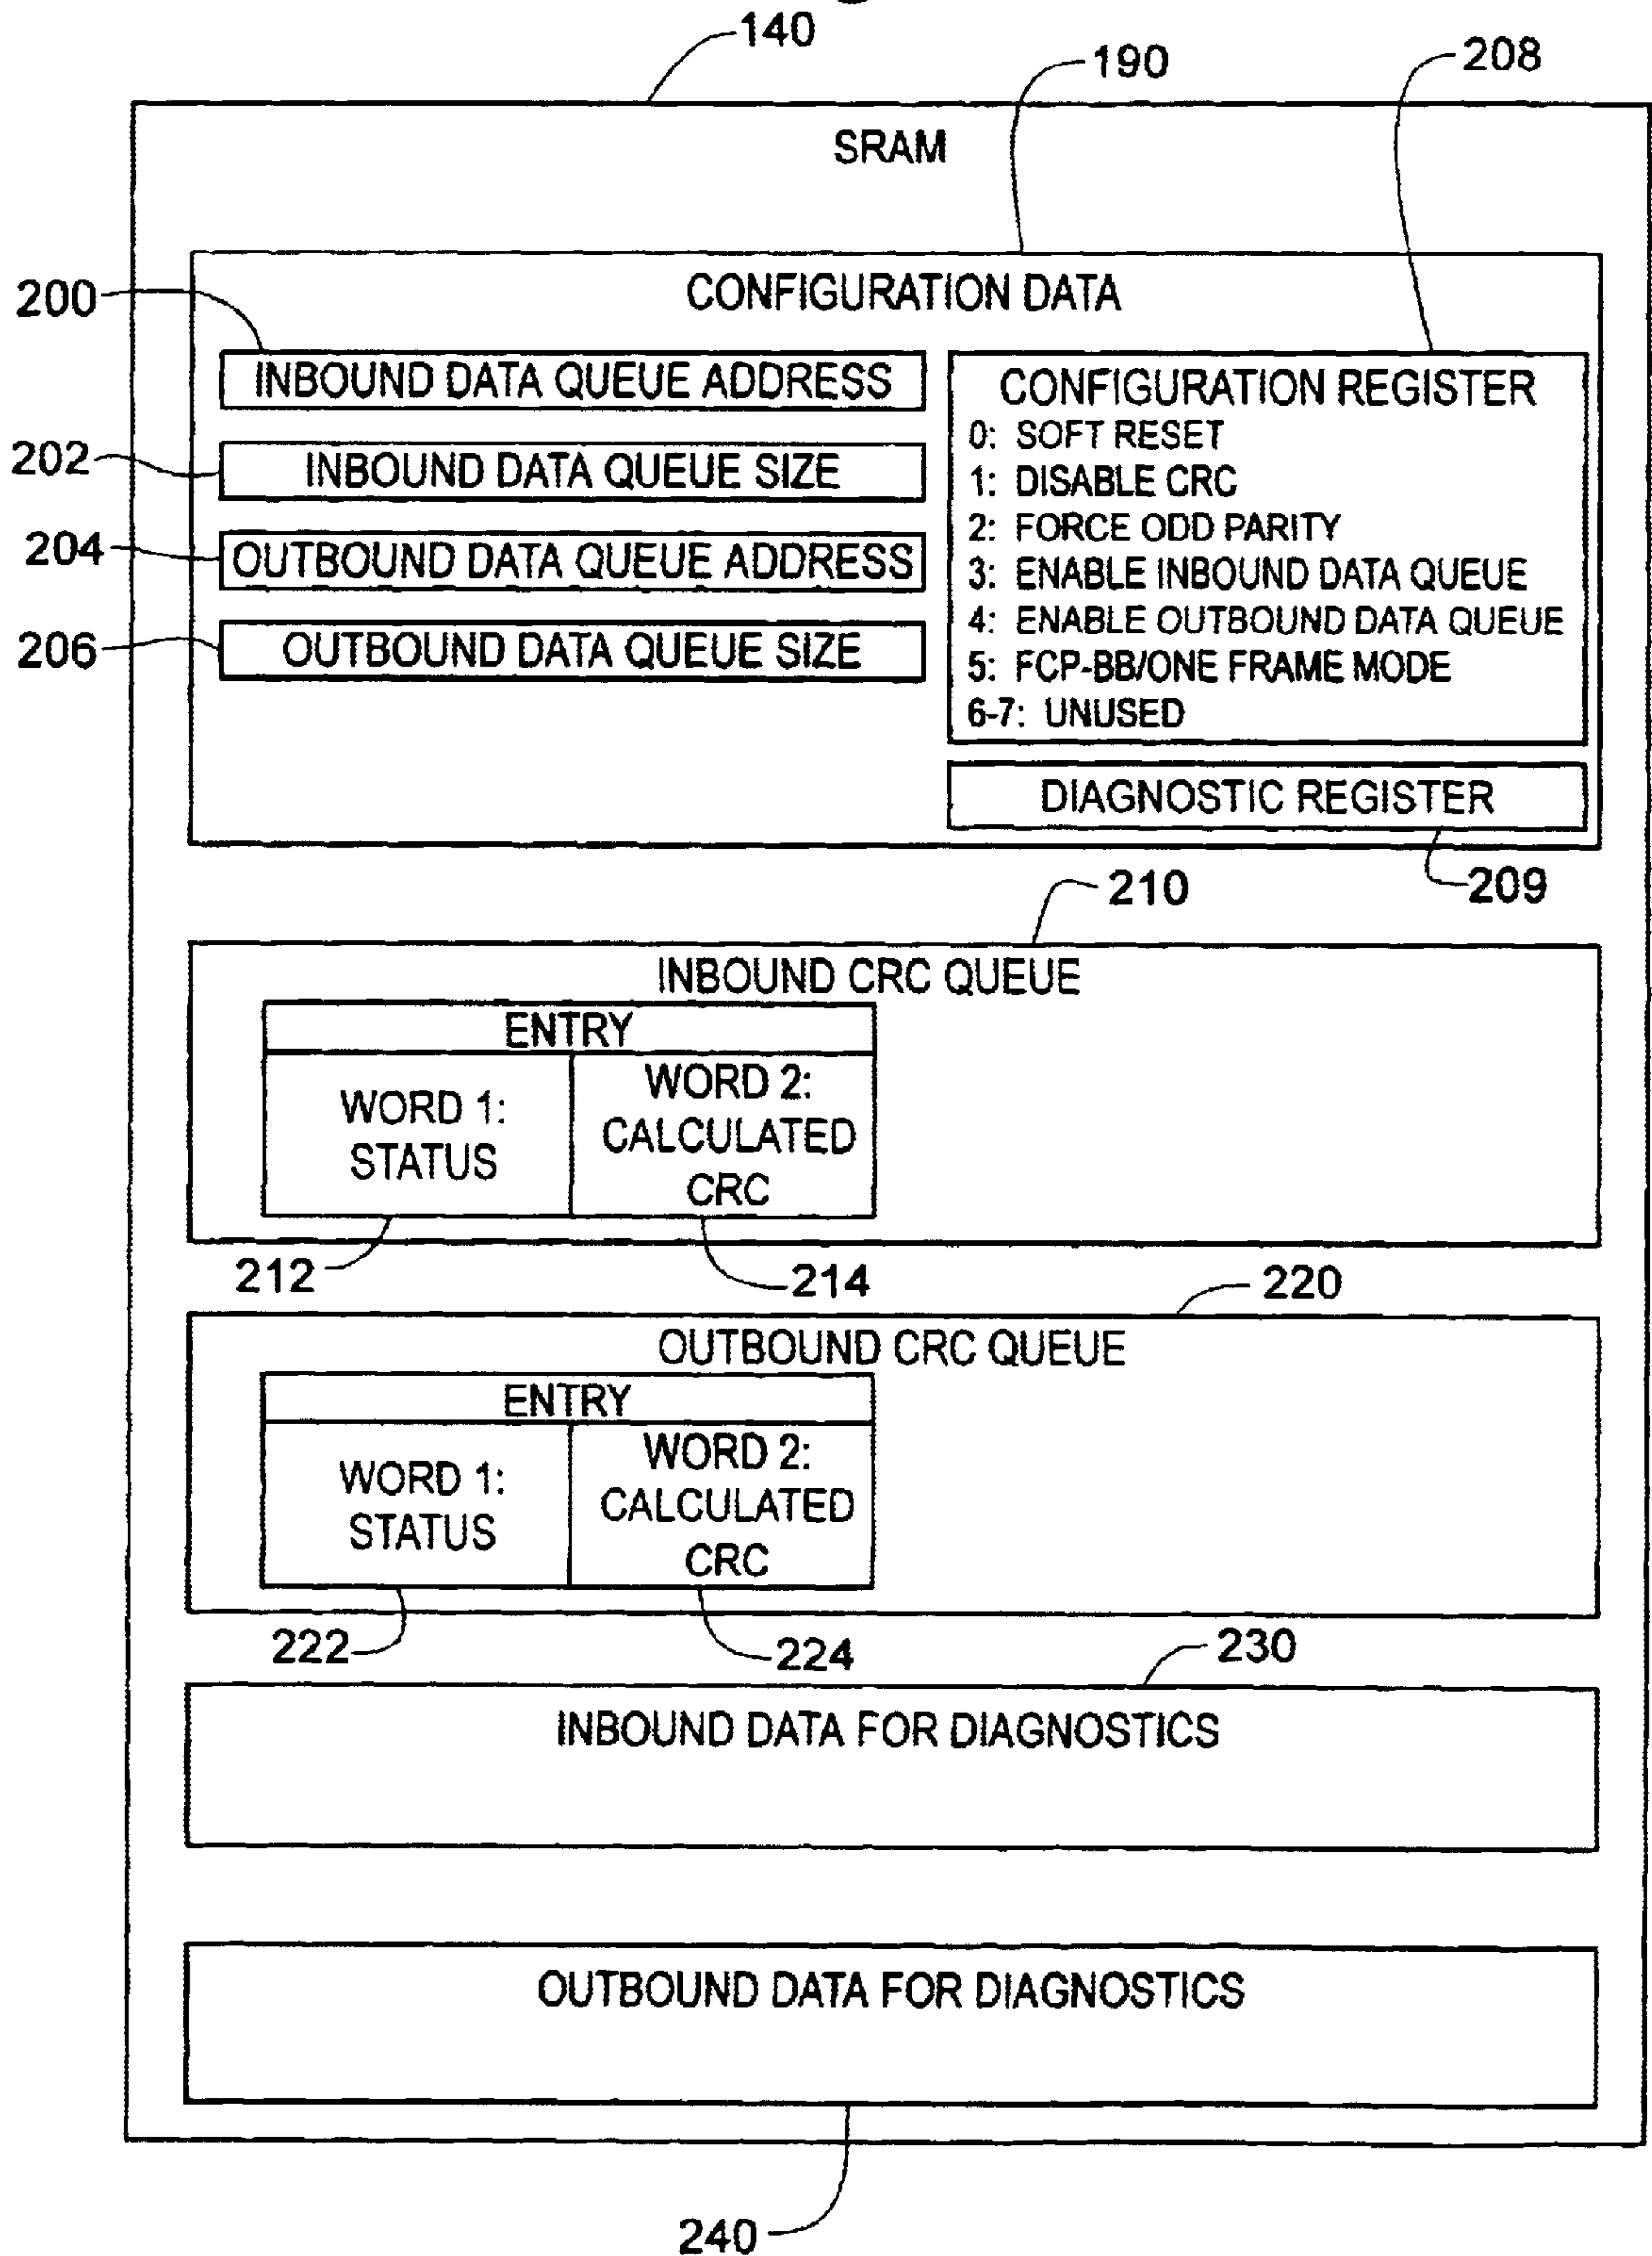 140
190
208
SRAM
CONFIGURATION DATA
200
INBOUND DATA QUEUE ADDRESS
202
INBOUND DATA QUEUE SIZE
204
OUTBOUND DATA QUEUE ADDRESS
206
OUTBOUND DATA QUEUE SIZE
CONFIGURATION REGISTER
0: SOFT RESET
1: DISABLE CRC
2: FORCE ODD PARITY
3: ENABLE INBOUND DATA QUEUE
4: ENABLE OUTBOUND DATA QUEUE
5: FCP-BB/ONE FRAME MODE
6-7: UNUSED
DIAGNOSTIC REGISTER
209
210
INBOUND CRC QUEUE
ENTRY
WORD 1:
STATUS
WORD 2:
CALCULATED
CRC
212
214
220
OUTBOUND CRC QUEUE
ENTRY
WORD 1:
STATUS
WORD 2:
CALCULATED
CRC
222
224
230
INBOUND DATA FOR DIAGNOSTICS
OUTBOUND DATA FOR DIAGNOSTICS
240